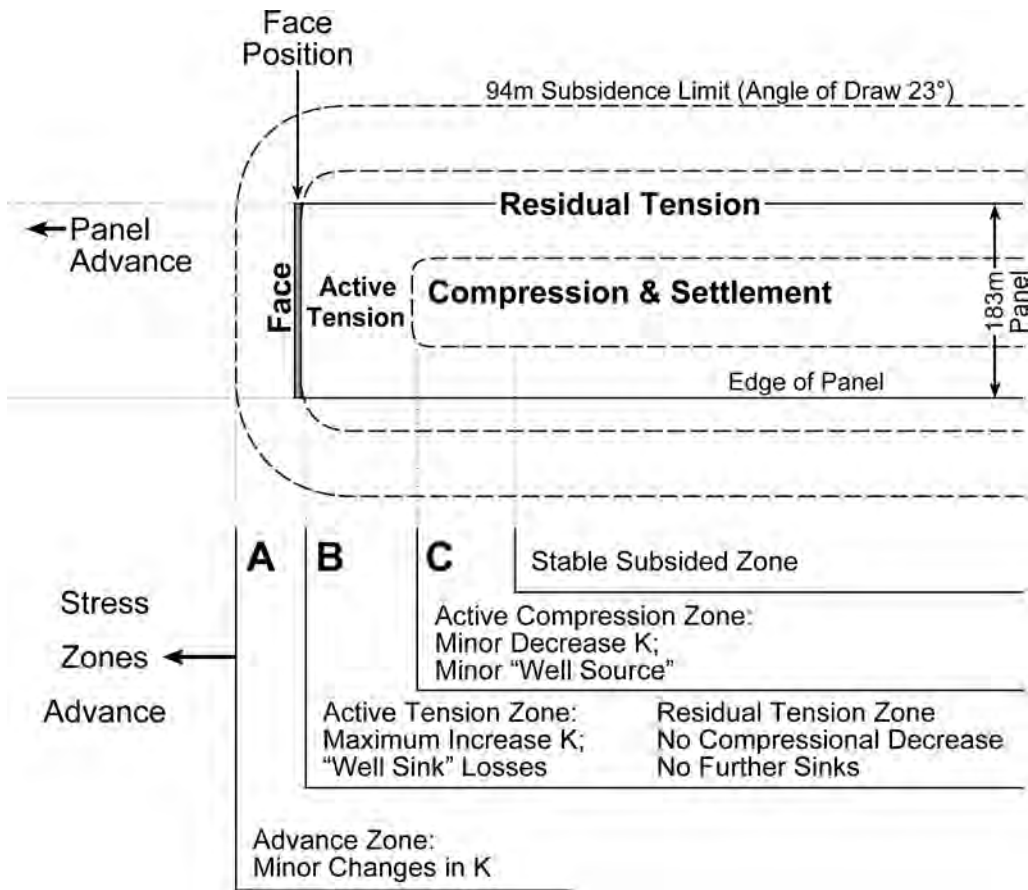 Face
Position
94m Subsidence Limit (Angle of Draw 23°)
Residual Tension
Panel
Advance
Face
Active
Tension
Compression & Settlement
183m
Panel
Edge of Panel
A
B
C
Stable Subsided Zone
Stress
Zones
Advance
Active Compression Zone:
Minor Decrease K;
Minor “Well Source”
Active Tension Zone:
Maximum Increase K;
“Well Sink” Losses
Residual Tension Zone
No Compressional Decrease
No Further Sinks
Advance Zone:
Minor Changes in K